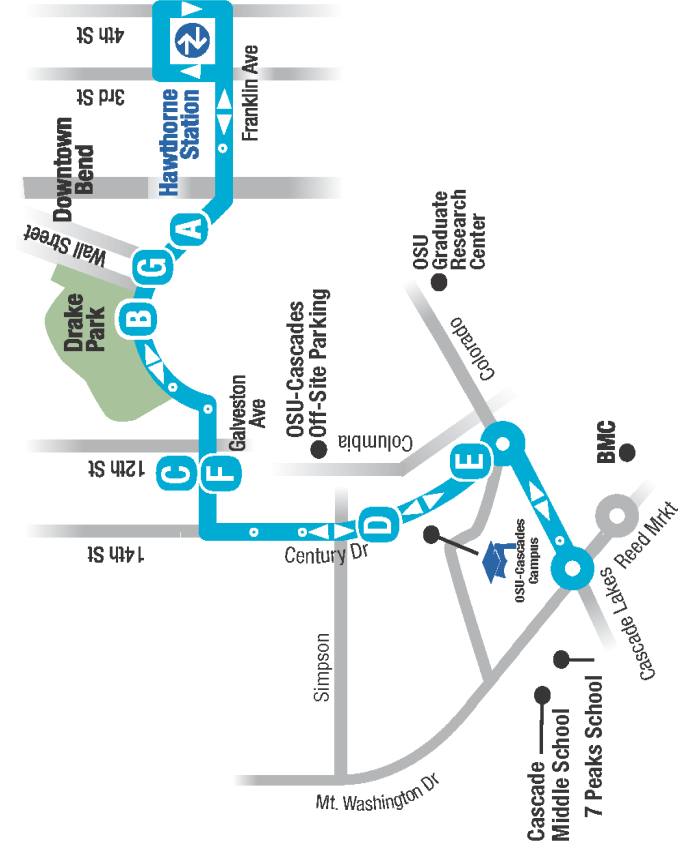 4th St
3rd St
Hawthorne
Station
Franklin Ave
Downtown
Bend
Wall Street
A
G
B
Drake
Park
Galveston
Ave
12th St
C
F
14th St
OSU-Cascades
Off-Site Parking
Columbia
OSU
Graduate
Research
Center
Colorado
BMC
E
D
Century Dr
OSU-Cascades
Campus
Reed Mrkt
Cascade Lakes
Simpson
Mt. Washington Dr
Cascade
Middle School
7 Peaks School